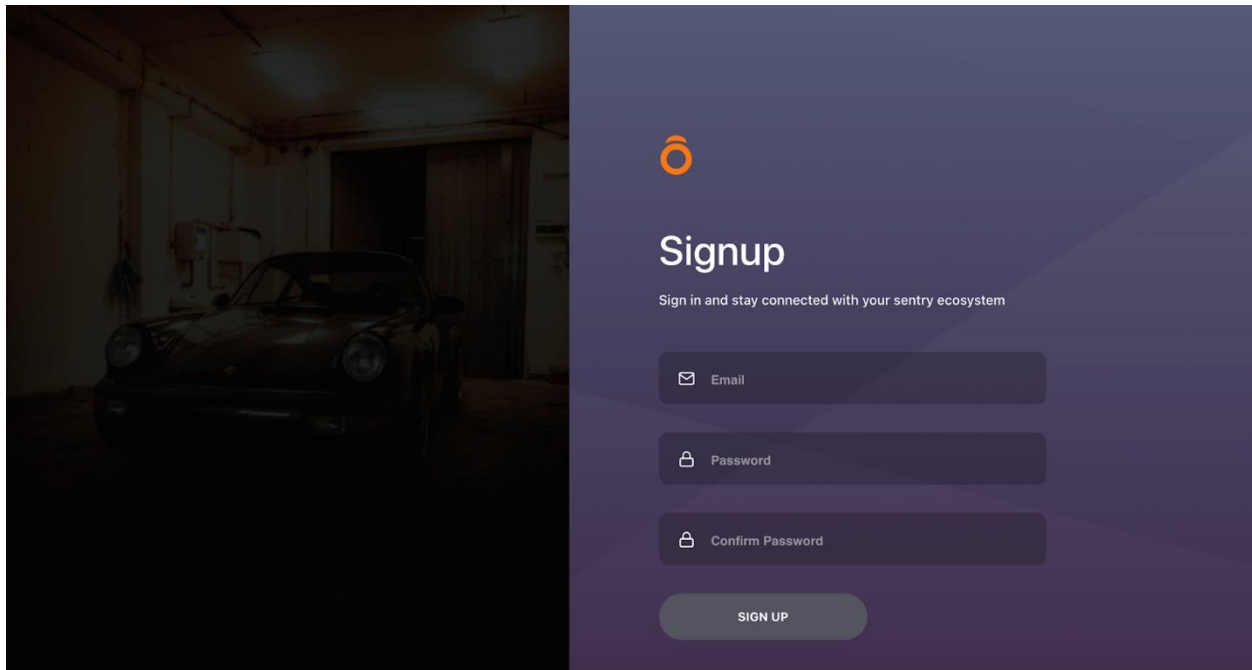 Signup
Sign in and stay connected with your sentry ecosystem
Email
Password
Confirm Password
SIGN UP